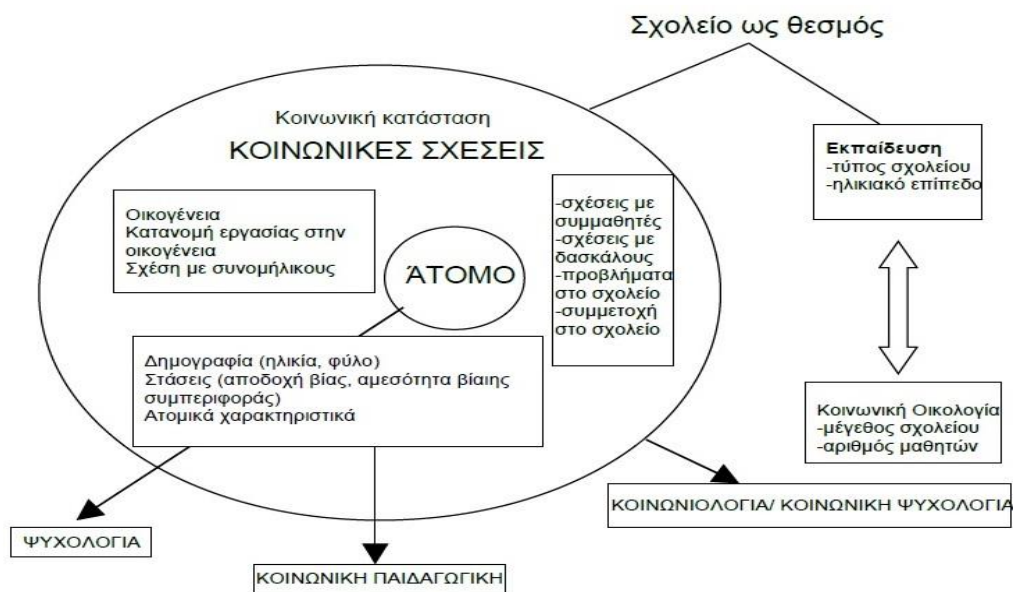 Σχολείο ως θεσμός
Κοινωνική κατάσταση
ΚΟΙΝΩΝΙΚΕΣ ΣΧΕΣΕΙΣ
Οικογένεια
Κατανομή εργασίας στην
οικογένεια
Σχέση με συνομήλικους
ΆΤΟΜΟ
-σχέσεις με
συμμαθητές
-σχέσεις με
δασκάλους
-προβλήματα
στο σχολείο
-συμμετοχή
στο σχολείο
Εκπαίδευση
-τύπος σχολείου
-ηλικιακό επίπεδο
Δημογραφία (ηλικία, φύλο)
Στάσεις (αποδοχή βίας, αμεσότητα βίαιης
συμπεριφοράς)
Ατομικά χαρακτηριστικά
Κοινωνική Οικολογία
-μέγεθος σχολείου
-αριθμός μαθητών
ΚΟΙΝΩΝΙΟΛΟΓΙΑ/ ΚΟΙΝΩΝΙΚΗ ΨΥΧΟΛΟΓΙΑ
ΨΥΧΟΛΟΓΙΑ
ΚΟΙΝΩΝΙΚΗ ΠΑΙΔΑΓΩΓΙΚΗ